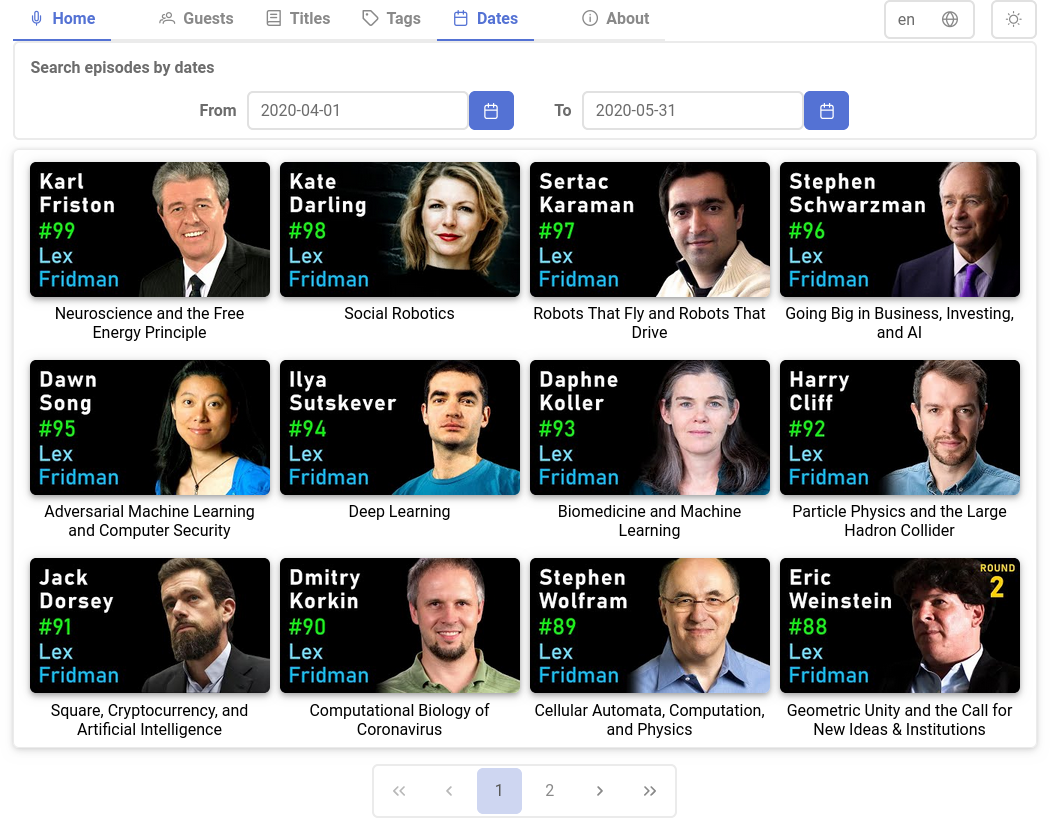 Home
Guests
Titles
Tags
Dates
About
en
Search episodes by dates
From
2020-04-01
To
2020-05-31
Karl
Friston
#99
Lex
Fridman
Neuroscience and the Free
Energy Principle
Kate
Darling
#98
Lex
Fridman
Social Robotics
Sertac
Karaman
#97
Lex
Fridman
Robots That Fly and Robots That
Drive
Stephen
Schwarzman
#96
Lex
Fridman
Going Big in Business, Investing,
and AI
Dawn
Song
#95
Lex
Fridman
Adversarial Machine Learning
and Computer Security
Ilya
Sutskever
#94
Lex
Fridman
Deep Learning
Daphne
Koller
#93
Lex
Fridman
Biomedicine and Machine
Learning
Harry
Cliff
#92
Lex
Fridman
Particle Physics and the Large
Hadron Collider
Jack
Dorsey
#91
Lex
Fridman
Square, Cryptocurrency, and
Artificial Intelligence
Dmitry
Korkin
#90
Lex
Fridman
Computational Biology of
Coronavirus
Stephen
Wolfram
#89
Lex
Fridman
Cellular Automata, Computation,
and Physics
Eric
Weinstein
#88
Lex
Fridman
ROUND
2
Geometric Unity and the Call for
New Ideas & Institutions
1
2